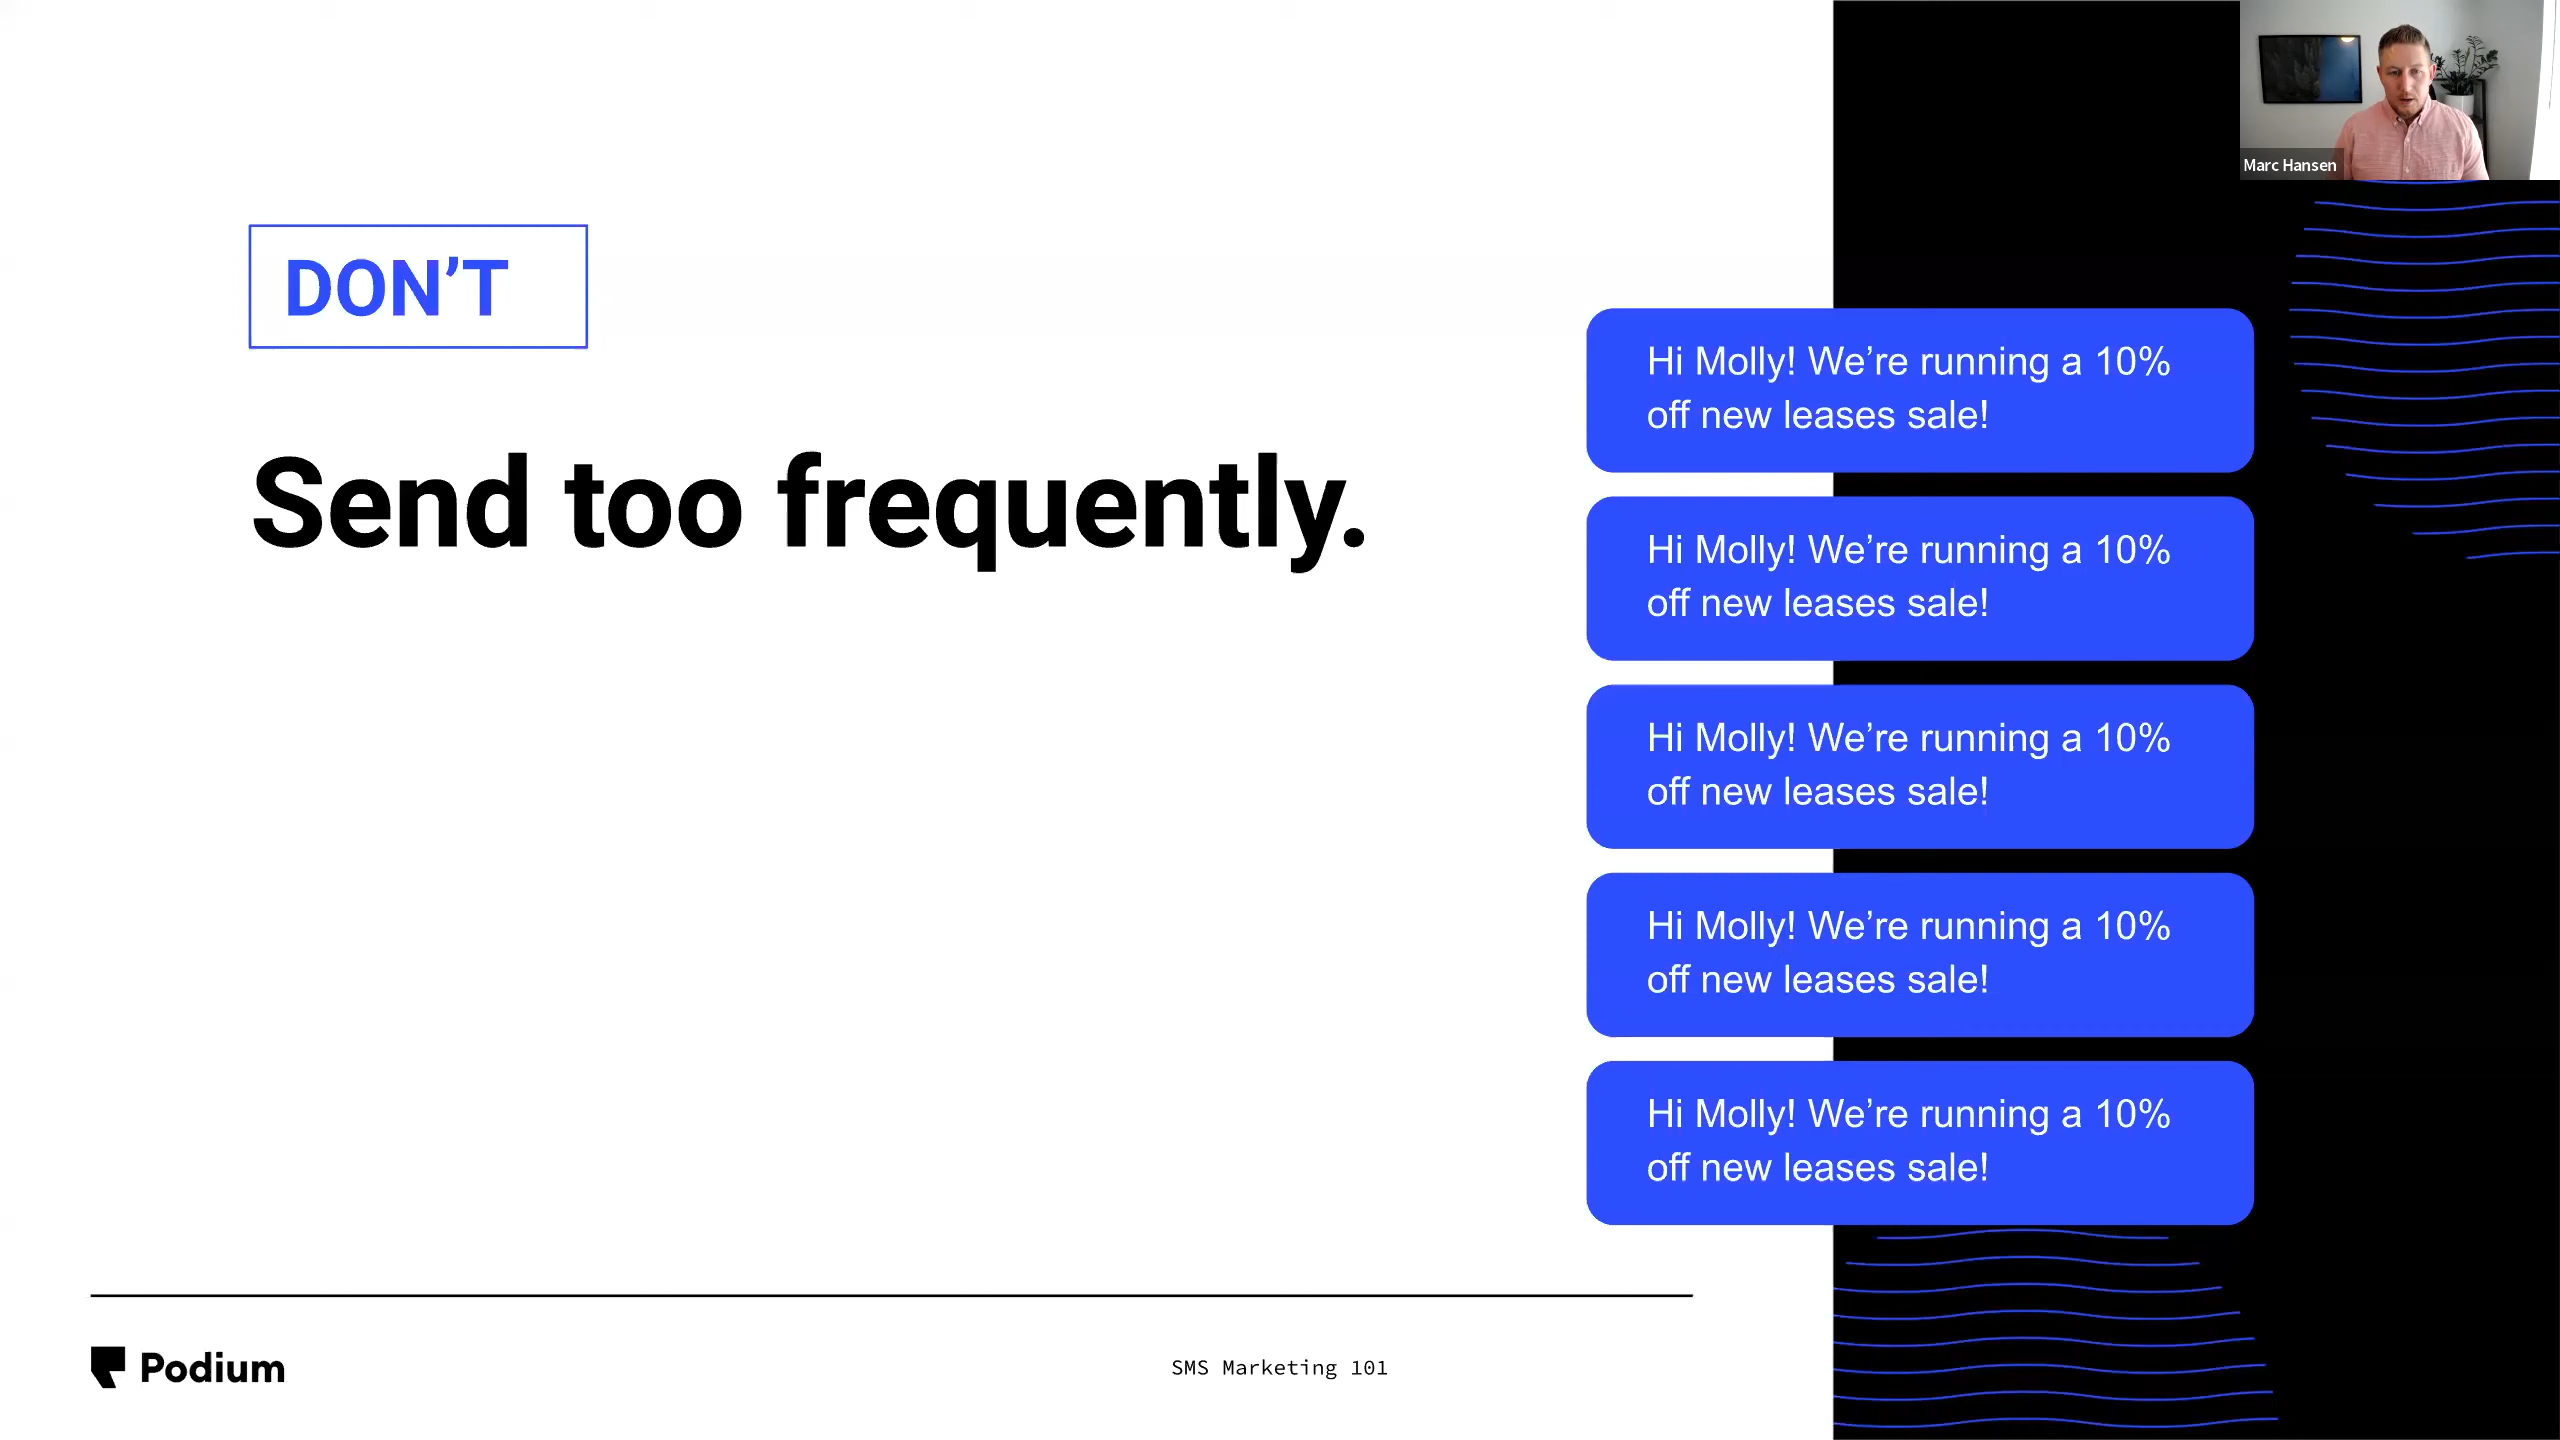 Marc Hansen
DON’T
Send too frequently.
Hi Molly! We’re running a 10%
off new leases sale!
Hi Molly! We’re running a 10%
off new leases sale!
Hi Molly! We’re running a 10%
off new leases sale!
Hi Molly! We’re running a 10%
off new leases sale!
Hi Molly! We’re running a 10%
off new leases sale!
Podium
SMS Marketing 101